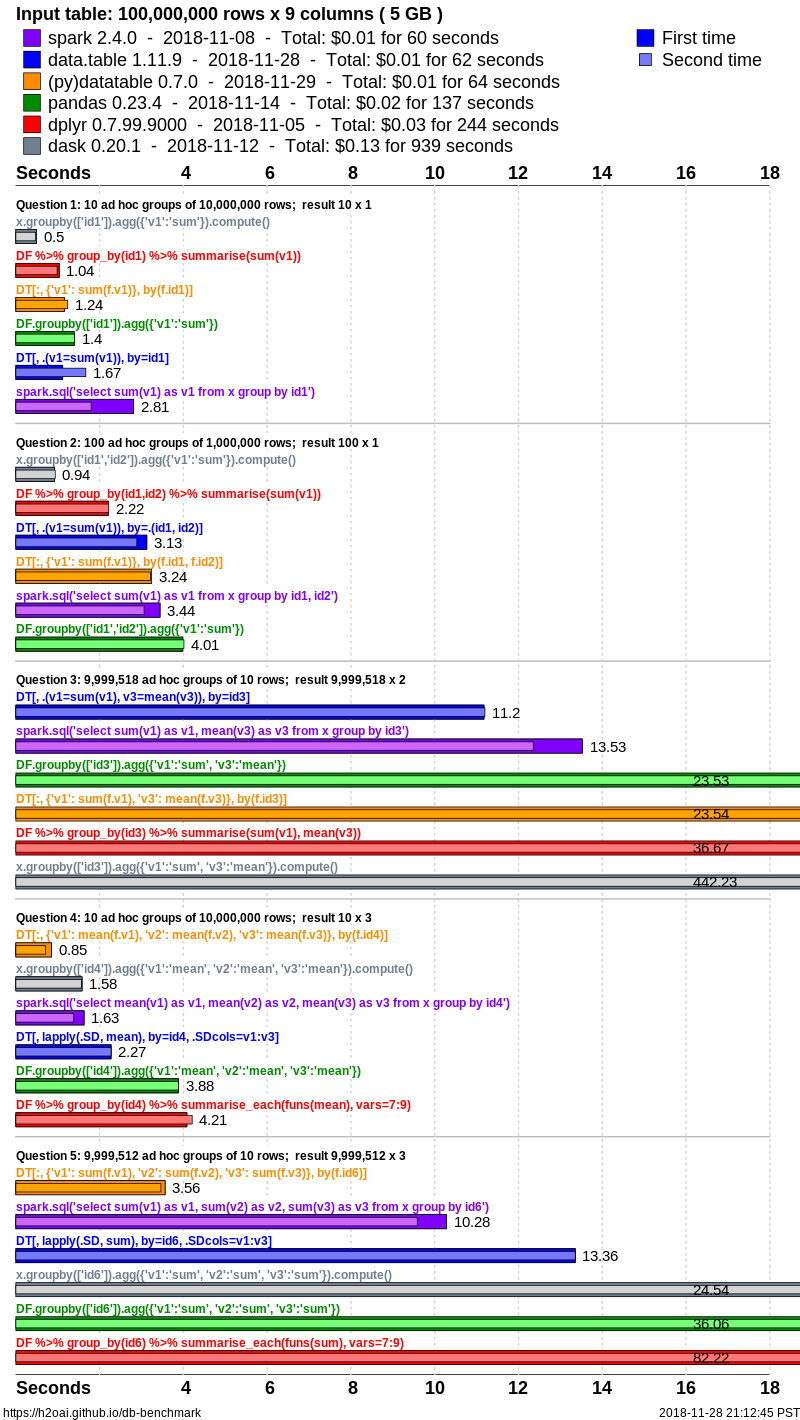 Input table: 100,000,000 rows x 9 columns ( 5 GB )
spark 2.4.0 - 2018-11-08 - Total: $0.01 for 60 seconds
First time
data.table 1.11.9 - 2018-11-28 - Total: $0.01 for 62 seconds
Second time
(py)datatable 0.7.0 - 2018-11-29 - Total: $0.01 for 64 seconds
pandas 0.23.4 - 2018-11-14 - Total: $0.02 for 137 seconds
dplyr 0.7.99.9000 - 2018-11-05 - Total: $0.03 for 244 seconds
dask 0.20.1 - 2018-11-12 - Total: $0.13 for 939 seconds
Seconds 4 6 8 10 12 14 16 18
Question 1: 10 ad hoc groups of 10,000,000 rows; result 10 x 1
x.groupby(['id1']).agg({'v1':'sum'}).compute()
0.5
DF %>% group_by(id1) %>% summarise(sum(v1))
1.04
DT[:, {'v1': sum(f.v1)}, by(f.id1)]
1.24
DF.groupby(['id1']).agg({'v1':'sum'})
1.4
DT[, .(v1=sum(v1)), by=id1]
1.67
spark.sql('select sum(v1) as v1 from x group by id1')
2.81
Question 2: 100 ad hoc groups of 1,000,000 rows; result 100 x 1
x.groupby(['id1','id2']).agg({'v1':'sum'}).compute()
0.94
DF %>% group_by(id1,id2) %>% summarise(sum(v1))
2.22
DT[, .(v1=sum(v1)), by=.(id1, id2)]
3.13
DT[:, {'v1': sum(f.v1)}, by(f.id1, f.id2)]
3.24
spark.sql('select sum(v1) as v1 from x group by id1, id2')
3.44
DF.groupby(['id1','id2']).agg({'v1':'sum'})
4.01
Question 3: 9,999,518 ad hoc groups of 10 rows; result 9,999,518 x 2
DT[, .(v1=sum(v1), v3=mean(v3)), by=id3]
11.2
spark.sql('select sum(v1) as v1, mean(v3) as v3 from x group by id3')
13.53
DF.groupby(['id3']).agg({'v1':'sum', 'v3':'mean'})
23.53
DT[:, {'v1': sum(f.v1), 'v3': mean(f.v3)}, by(f.id3)]
23.54
DF %>% group_by(id3) %>% summarise(sum(v1), mean(v3))
36.67
x.groupby(['id3']).agg({'v1':'sum', 'v3':'mean'}).compute()
442.23
Question 4: 10 ad hoc groups of 10,000,000 rows; result 10 x 3
DT[:, {'v1': mean(f.v1), 'v2': mean(f.v2), 'v3': mean(f.v3)}, by(f.id4)]
0.85
x.groupby(['id4']).agg({'v1':'mean', 'v2':'mean', 'v3':'mean'}).compute()
1.58
spark.sql('select mean(v1) as v1, mean(v2) as v2, mean(v3) as v3 from x group by id4')
1.63
DT[, lapply(.SD, mean), by=id4, .SDcols=v1:v3]
2.27
DF.groupby(['id4']).agg({'v1':'mean', 'v2':'mean', 'v3':'mean'})
3.88
DF %>% group_by(id4) %>% summarise_each(funs(mean), vars=7:9)
4.21
Question 5: 9,999,512 ad hoc groups of 10 rows; result 9,999,512 x 3
DT[:, {'v1': sum(f.v1), 'v2': sum(f.v2), 'v3': sum(f.v3)}, by(f.id6)]
3.56
spark.sql('select sum(v1) as v1, sum(v2) as v2, sum(v3) as v3 from x group by id6')
10.28
DT[, lapply(.SD, sum), by=id6, .SDcols=v1:v3]
13.36
x.groupby(['id6']).agg({'v1':'sum', 'v2':'sum', 'v3':'sum'}).compute()
24.54
DF.groupby(['id6']).agg({'v1':'sum', 'v2':'sum', 'v3':'sum'})
36.06
DF %>% group_by(id6) %>% summarise_each(funs(sum), vars=7:9)
82.22
Seconds 4 6 8 10 12 14 16 18
https://h2oai.github.io/db-benchmark
2018-11-28 21:12:45 PST